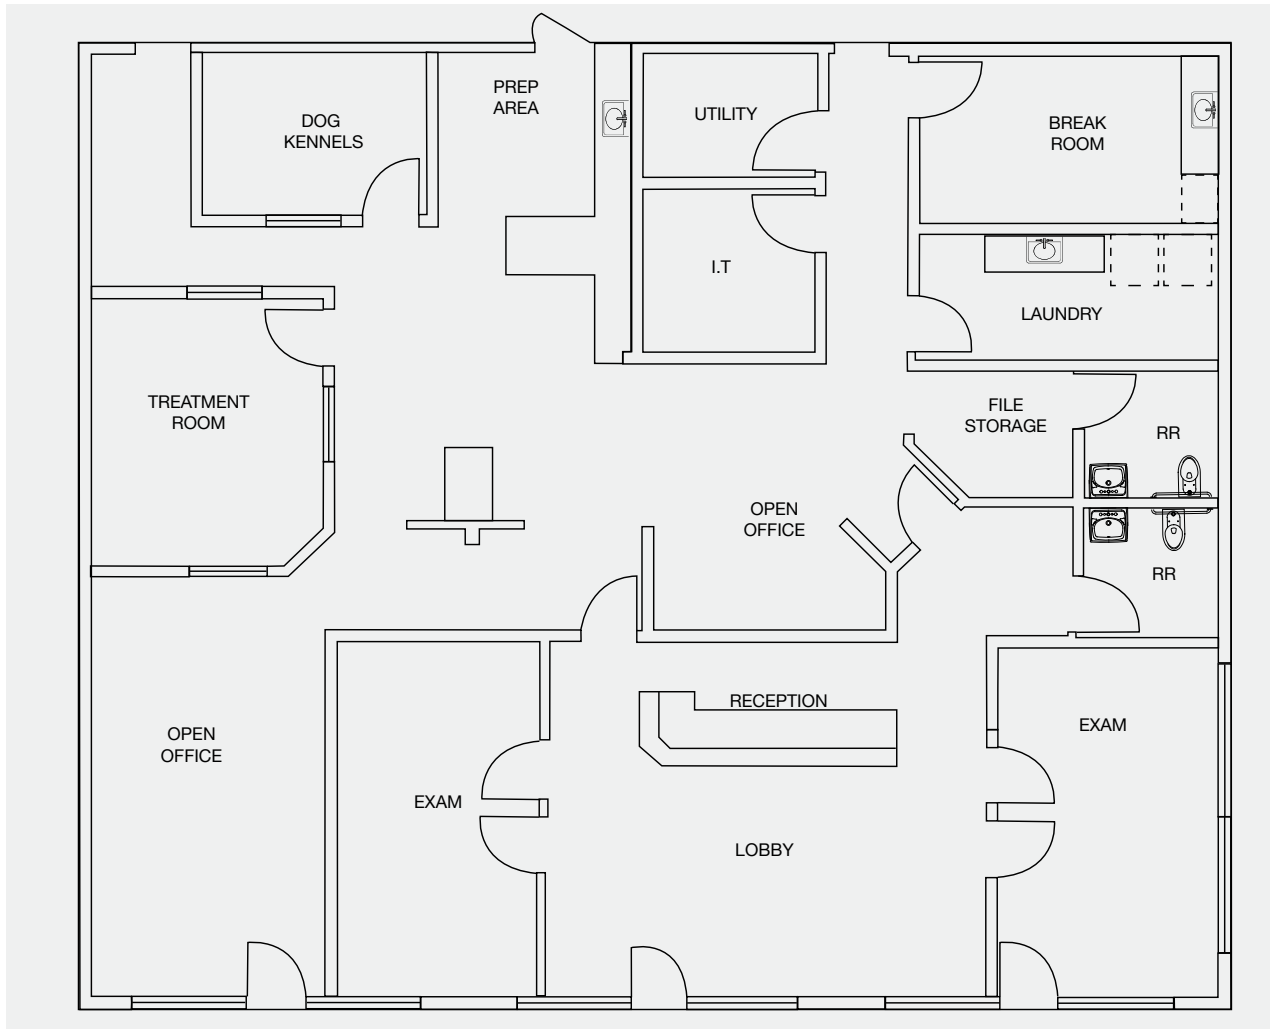 DOG
KENNELS
PREP
AREA
UTILITY
BREAK
ROOM
I.T
LAUNDRY
TREATMENT
ROOM
FILE
STORAGE
RR
OPEN
OFFICE
RR
OPEN
OFFICE
RECEPTION
EXAM
EXAM
LOBBY